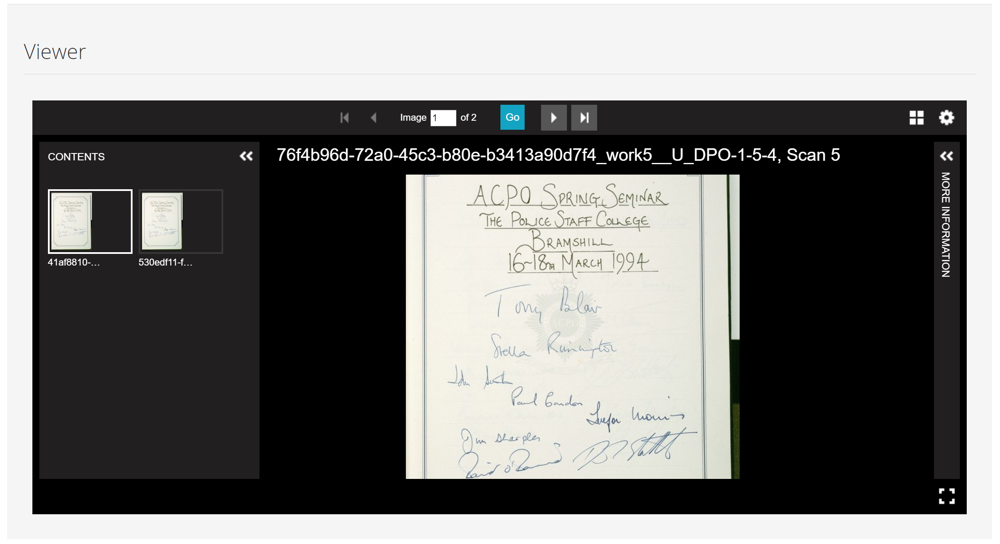 Viewer
Image 1 of 2 Go
CONTENTS
41af8810-...
530edf11-f...
76f4b96d-72a0-45c3-b80e-b3413a90d7f4_work5__U_DPO-1-5-4, Scan 5
ACPO SPRING SEMINAR
THE POLICE STAFF COLLEGE
BRAMSHILL
16-18TH MARCH 1994
Tony Blair
ACPO
Stella Rimington
John Smith
Paul Condon
Trefor Morris
Jim Sharples
David O'
MORE INFORMATION